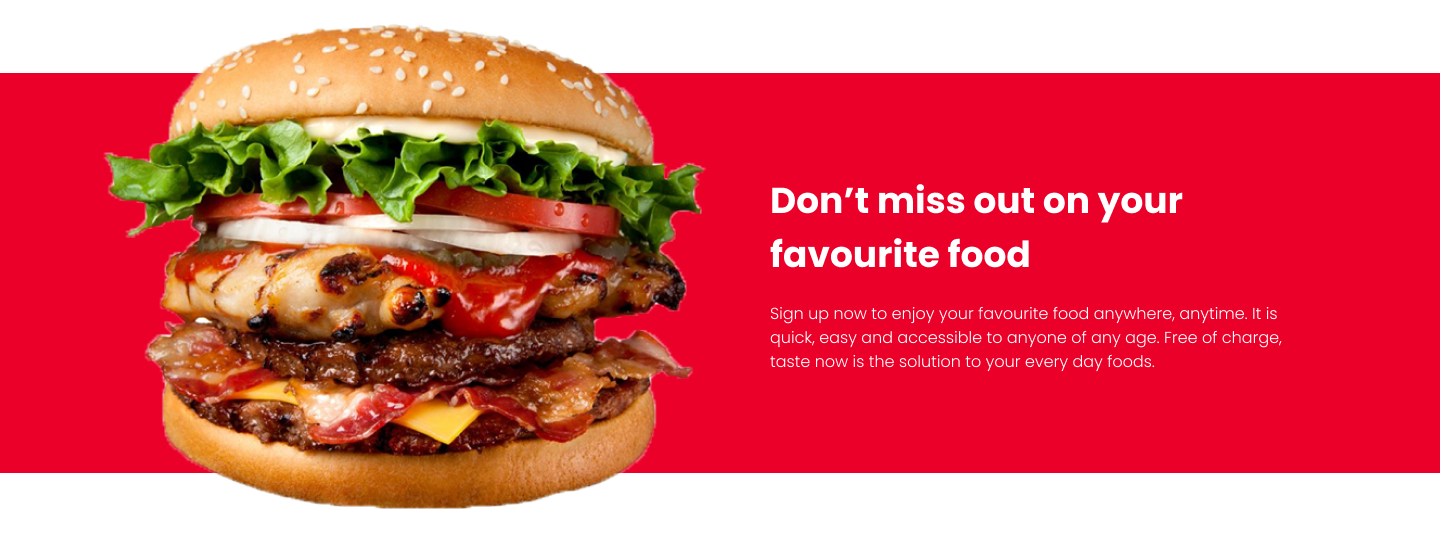 Don’t miss out on your
favourite food
Sign up now to enjoy your favourite food anywhere, anytime. It is
quick, easy and accessible to anyone of any age. Free of charge,
taste now is the solution to your every day foods.